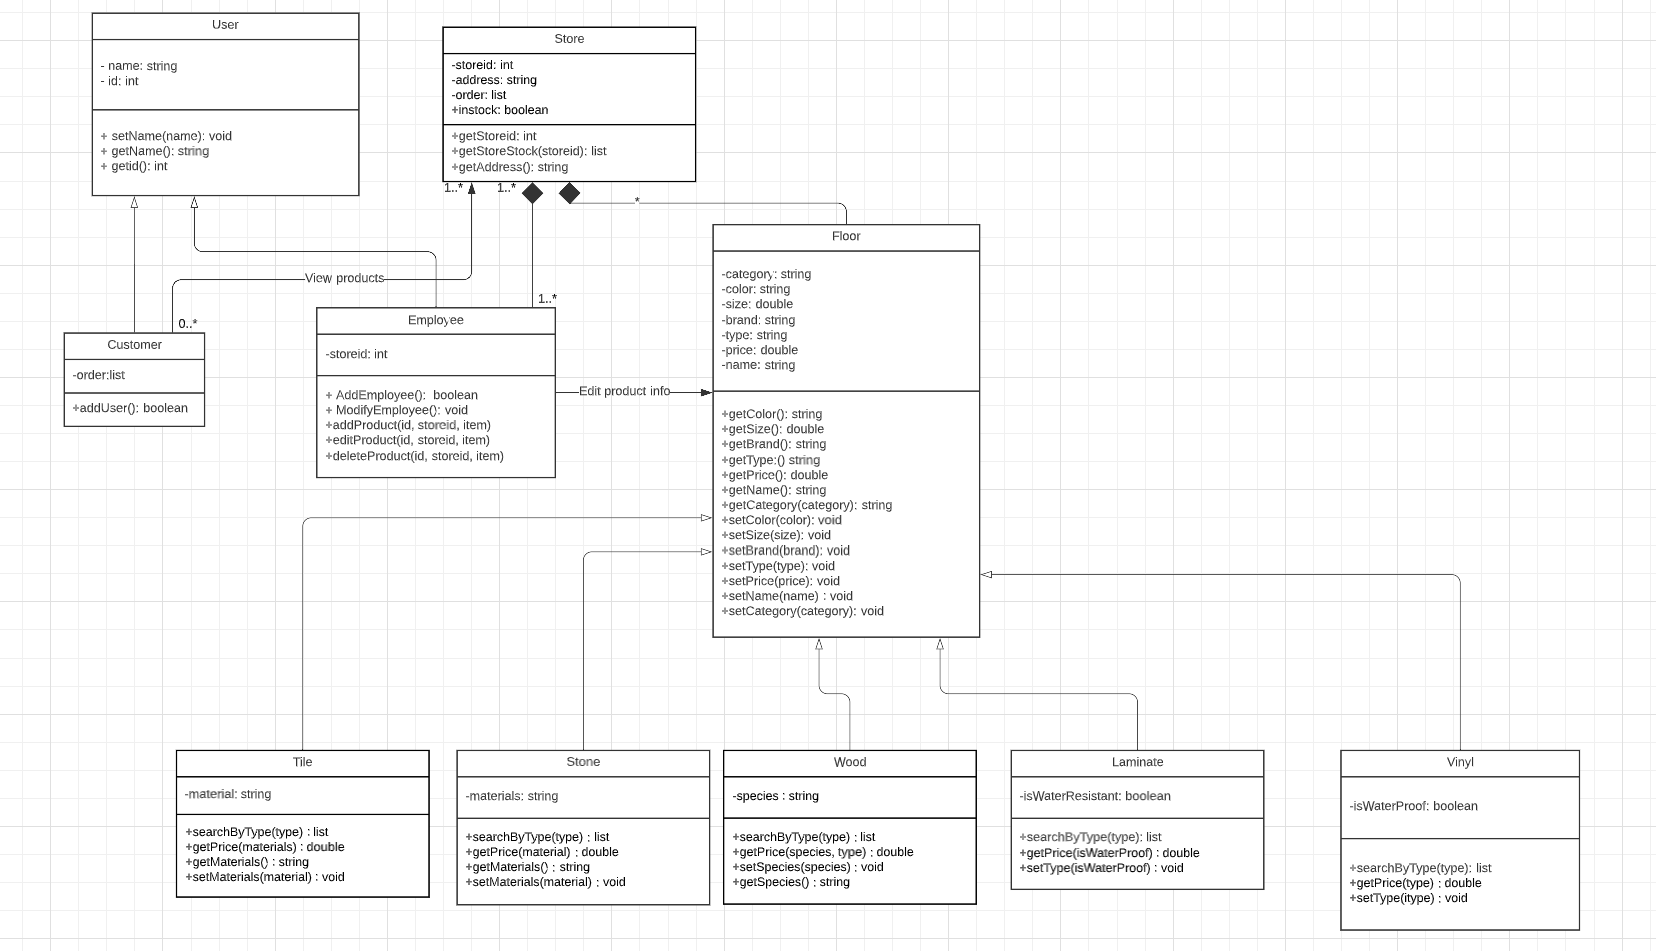 User
- name: string
- id: int
+ setName(name): void
+ getName(): string
+ getid(): int
Store
-storeid: int
-address: string
-order: list
+instock: boolean
+getStoreid: int
+getStoreStock(storeid): list
+getAddress(): string
1..*
1..*
*
View products
0..*
1..*
Customer
-order:list
+addUser(): boolean
Employee
-storeid: int
+ AddEmployee(): boolean
+ ModifyEmployee(): void
+addProduct(id, storeid, item)
+editProduct(id, storeid, item)
+deleteProduct(id, storeid, item)
Edit product info
Floor
-category: string
-color: string
-size: double
-brand: string
-type: string
-price: double
-name: string
+getColor(): string
+getSize(): double
+getBrand(): string
+getType:() string
+getPrice(): double
+getName(): string
+getCategory(category): string
+setColor(color): void
+setSize(size): void
+setBrand(brand): void
+setType(type): void
+setPrice(price): void
+setName(name) : void
+setCategory(category): void
Tile
-material: string
+searchByType(type) : list
+getPrice(materials) : double
+getMaterials() : string
+setMaterials(material) : void
Stone
-materials: string
+searchByType(type) : list
+getPrice(material) : double
+getMaterials() : string
+setMaterials(material) : void
Wood
-species : string
+searchByType(type) : list
+getPrice(species, type) : double
+setSpecies(species) : void
+getSpecies() : string
Laminate
-isWaterResistant: boolean
+searchByType(type): list
+getPrice(isWaterProof) : double
+setType(isWaterProof) : void
Vinyl
-isWaterProof: boolean
+searchByType(type): list
+getPrice(type) : double
+setType(itype) : void